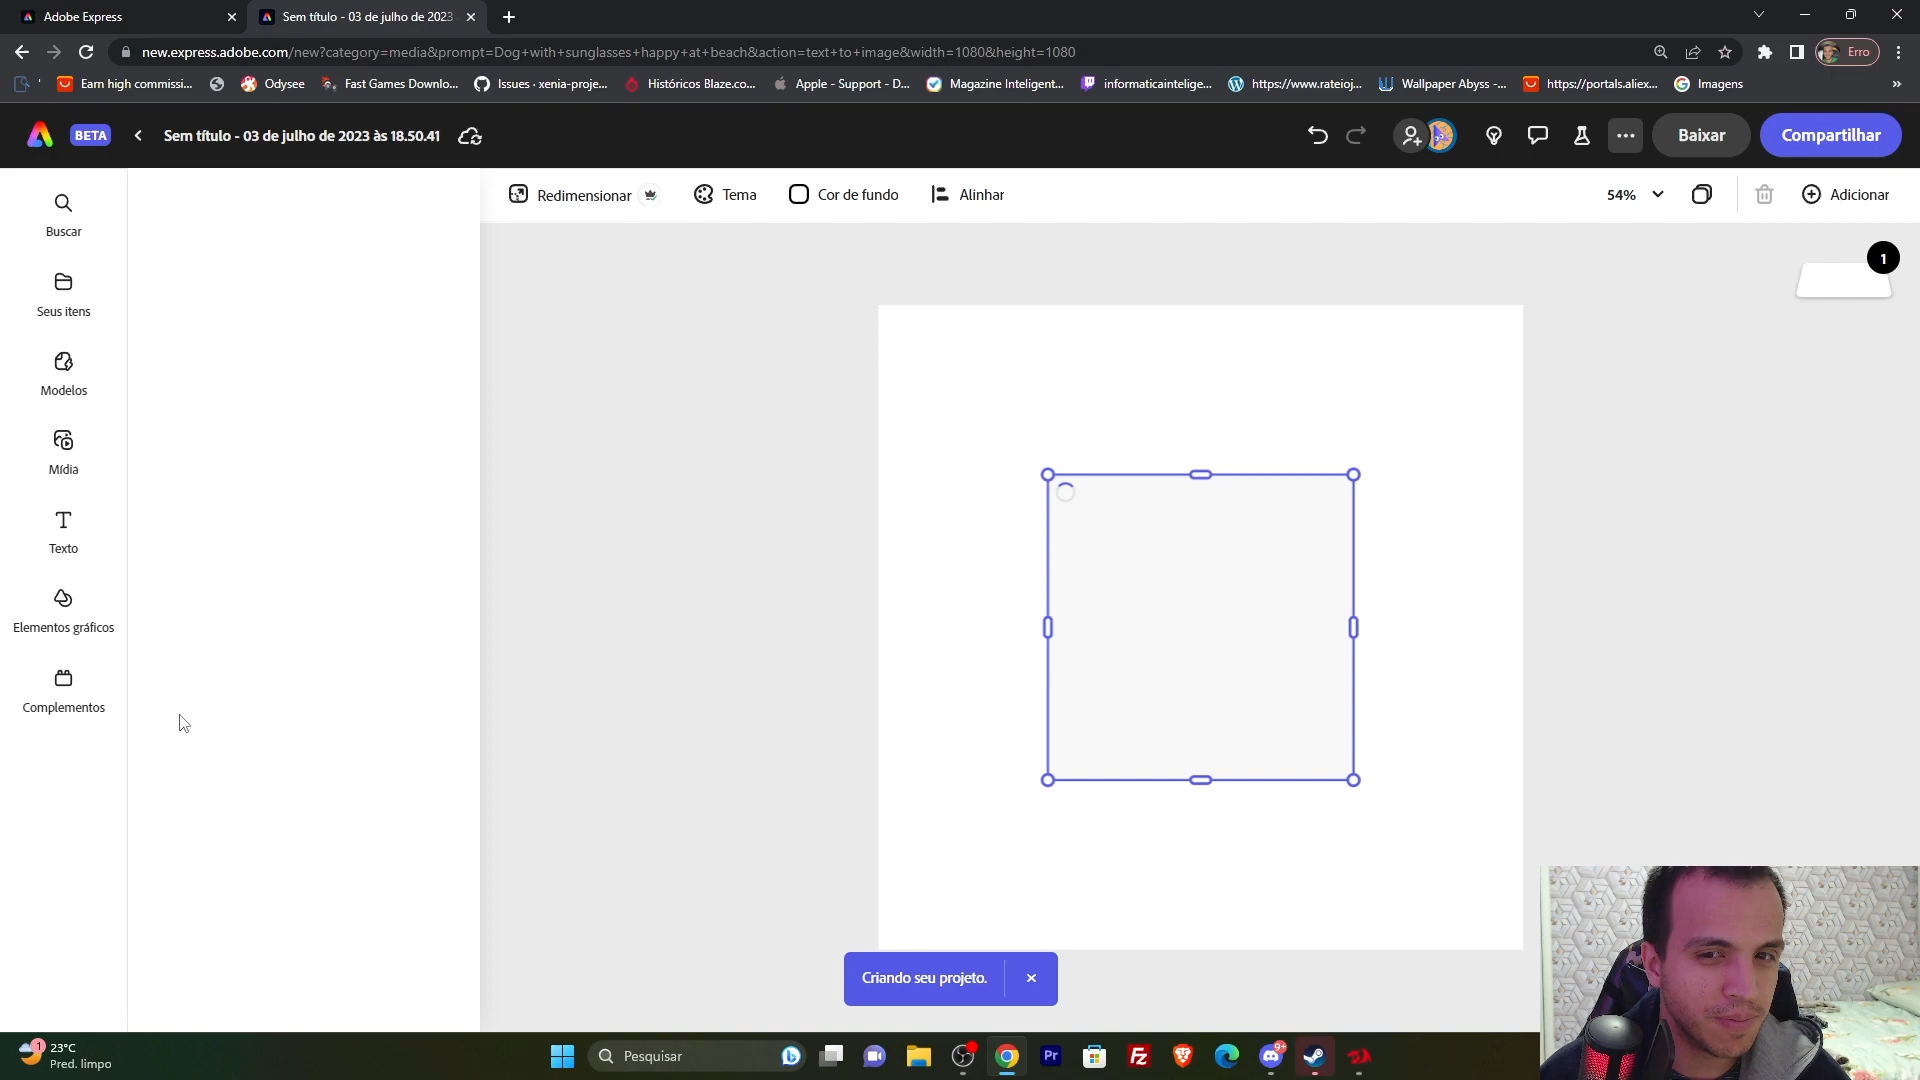 Adobe Express
Sem título - 03 de julho de 2023
new.express.adobe.com/new?category=media&prompt=Dog+with+sunglasses+happy+at+beach&action=text+to+image&width=1080&height=1080
Erro
Earn high commissi...
Odysee
Fast Games Downlo...
Issues · xenia-proje...
Históricos Blaze.co...
Apple - Support - D...
Magazine Inteligent...
informaticaintelige...
https://www.rateioj...
Wallpaper Abyss -...
https://portals.aliex...
Imagens
BETA
Sem título - 03 de julho de 2023 às 18.50.41
Baixar
Compartilhar
Redimensionar
Tema
Cor de fundo
Alinhar
54%
Adicionar
1
Buscar
Seus itens
Modelos
Mídia
Texto
Elementos gráficos
Complementos
Criando seu projeto.
1
23°C
Pred. limpo
Pesquisar
Pr
Fz
9+